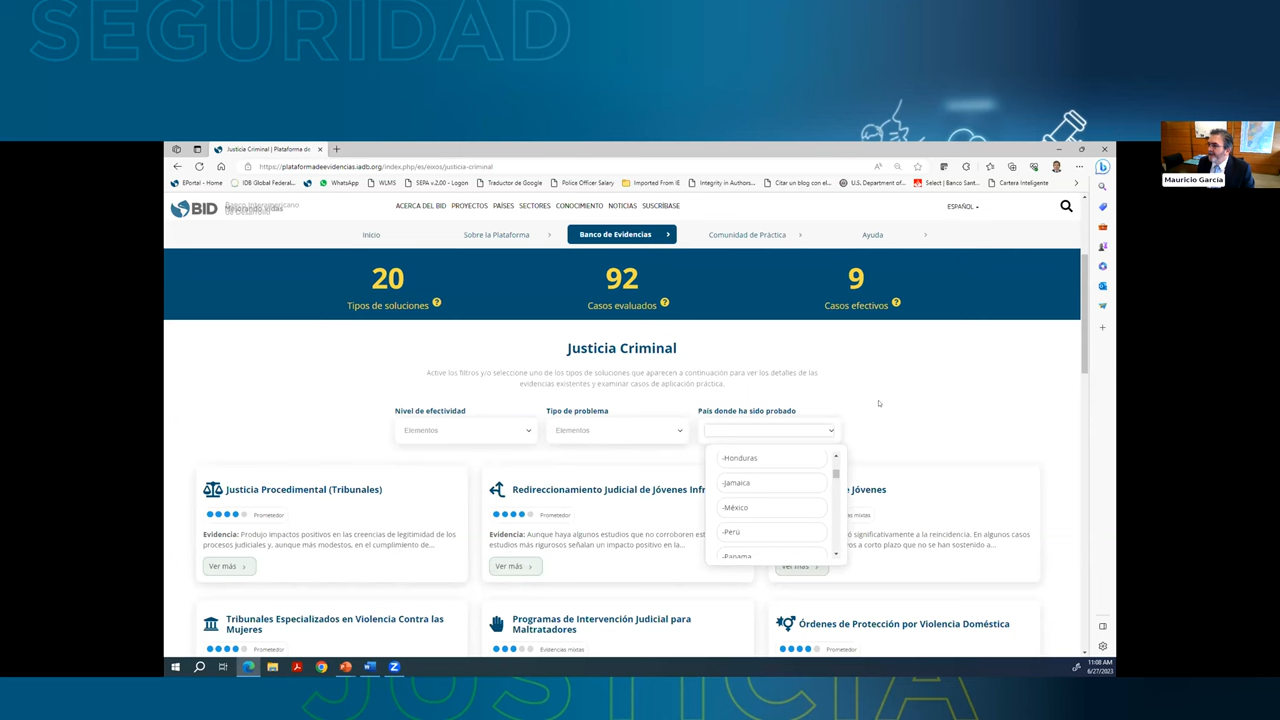 SEGURIDAD
Justicia Criminal | Plataforma de
https://plataformadeevidencias.iadb.org/index.php/es/ejes/justicia-criminal
EPortal - Home
IDB Global Federal...
WhatsApp
WLMS
SEPA v.2.00 - Logon
Traductor de Google
Police Officer Salary
Imported From IE
Integrity in Authors...
Citar un blog con el...
U.S. Department of...
Select | Banco Sant...
Cartera Inteligente
Mauricio García
BID
Banco Interamericano
de Desarrollo
Mejorando vidas
ACERCA DEL BID
PROYECTOS
PAÍSES
SECTORES
CONOCIMIENTO
NOTICIAS
SUSCRÍBASE
ESPAÑOL
Inicio
Sobre la Plataforma
Banco de Evidencias
Comunidad de Práctica
Ayuda
20
92
9
Tipos de soluciones ?
Casos evaluados ?
Casos efectivos ?
Justicia Criminal
Active los filtros y/o seleccione uno de los tipos de soluciones que aparecen a continuación para ver los detalles de las
evidencias existentes y examinar casos de aplicación práctica.
Nivel de efectividad
Tipo de problema
País donde ha sido probado
Elementos
Elementos
-Honduras
-Jamaica
-México
-Perú
-Panama
Justicia Procedimental (Tribunales)
Prometedor
Evidencia: Produjo impactos positivos en las creencias de legitimidad de los
procesos judiciales y, aunque más modestos, en el cumplimiento de...
Ver más
Redireccionamiento Judicial de Jóvenes Infr
Prometedor
Evidencia: Aunque haya algunos estudios que no corroboren est
estudios más rigurosos señalan un impacto positivo en la...
Ver más
e Jóvenes
as mixtas
ó significativamente a la reincidencia. En algunos casos
vos a corto plazo que no se han sostenido a...
Ver más
Tribunales Especializados en Violencia Contra las
Mujeres
Prometedor
Programas de Intervención Judicial para
Maltratadores
Evidencias mixtas
Órdenes de Protección por Violencia Doméstica
Prometedor
11:08 AM
6/27/2023
JUSTICIA